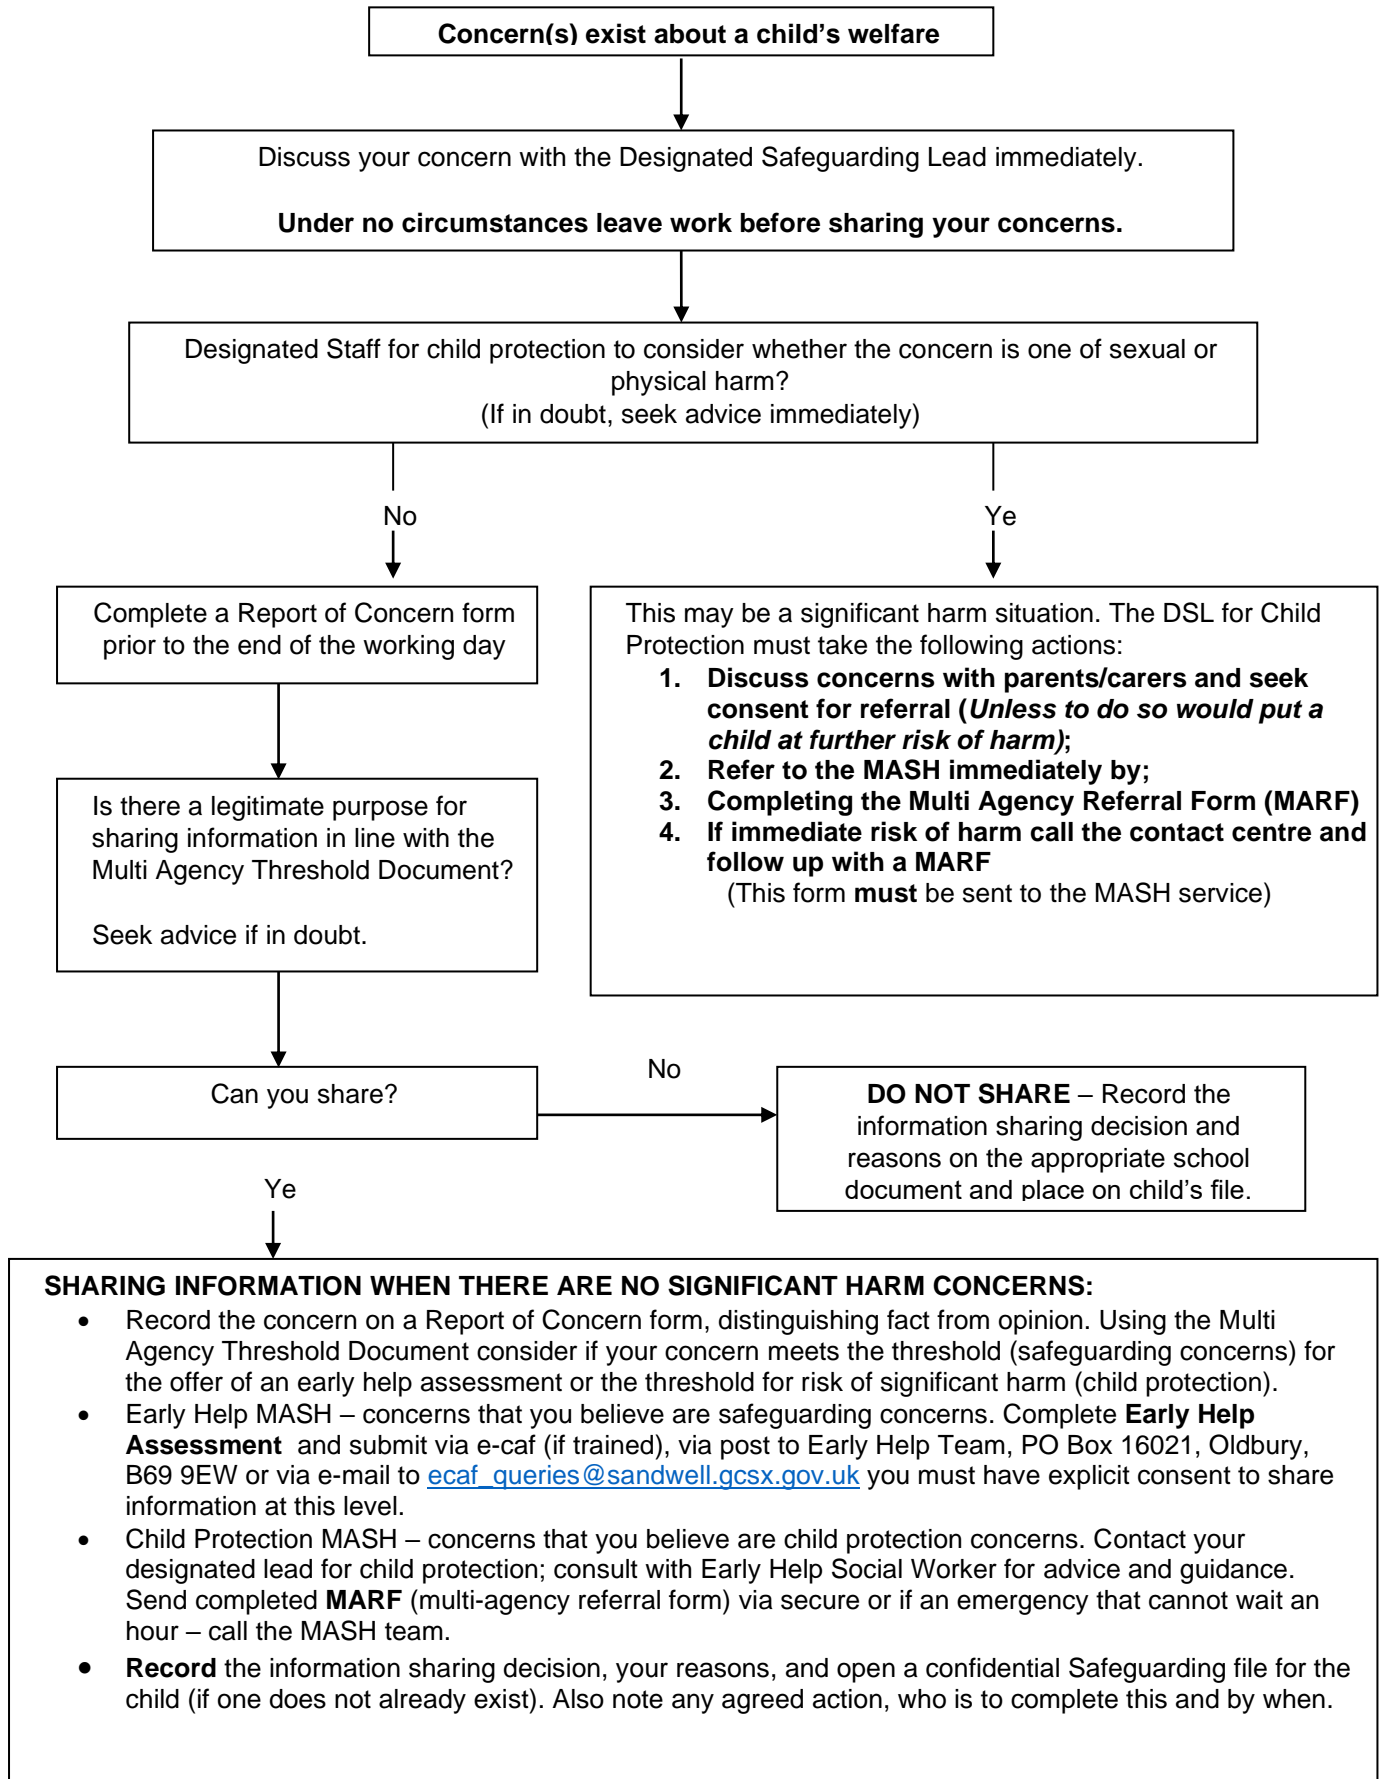 Concern(s) exist about a child's welfare
Discuss your concern with the Designated Safeguarding Lead immediately.
Under no circumstances leave work before sharing your concerns.
Designated Staff for child protection to consider whether the concern is one of sexual or
physical harm?
(If in doubt, seek advice immediately)
No
Ye
Complete a Report of Concern form
prior to the end of the working day
This may be a significant harm situation. The DSL for Child
Protection must take the following actions:
1. Discuss concerns with parents/carers and seek
consent for referral (Unless to do so would put a
child at further risk of harm);
2. Refer to the MASH immediately by;
3. Completing the Multi Agency Referral Form (MARF)
4. If immediate risk of harm call the contact centre and
follow up with a MARF
(This form must be sent to the MASH service)
Is there a legitimate purpose for
sharing information in line with the
Multi Agency Threshold Document?
Seek advice if in doubt.
Can you share?
No
DO NOT SHARE – Record the
information sharing decision and
reasons on the appropriate school
document and place on child's file.
Ye
SHARING INFORMATION WHEN THERE ARE NO SIGNIFICANT HARM CONCERNS:
• Record the concern on a Report of Concern form, distinguishing fact from opinion. Using the Multi
Agency Threshold Document consider if your concern meets the threshold (safeguarding concerns) for
the offer of an early help assessment or the threshold for risk of significant harm (child protection).
• Early Help MASH – concerns that you believe are safeguarding concerns. Complete Early Help
Assessment and submit via e-caf (if trained), via post to Early Help Team, PO Box 16021, Oldbury,
B69 9EW or via e-mail to ecaf_queries@sandwell.gcsx.gov.uk you must have explicit consent to share
information at this level.
• Child Protection MASH – concerns that you believe are child protection concerns. Contact your
designated lead for child protection; consult with Early Help Social Worker for advice and guidance.
Send completed MARF (multi-agency referral form) via secure or if an emergency that cannot wait an
hour – call the MASH team.
• Record the information sharing decision, your reasons, and open a confidential Safeguarding file for the
child (if one does not already exist). Also note any agreed action, who is to complete this and by when.